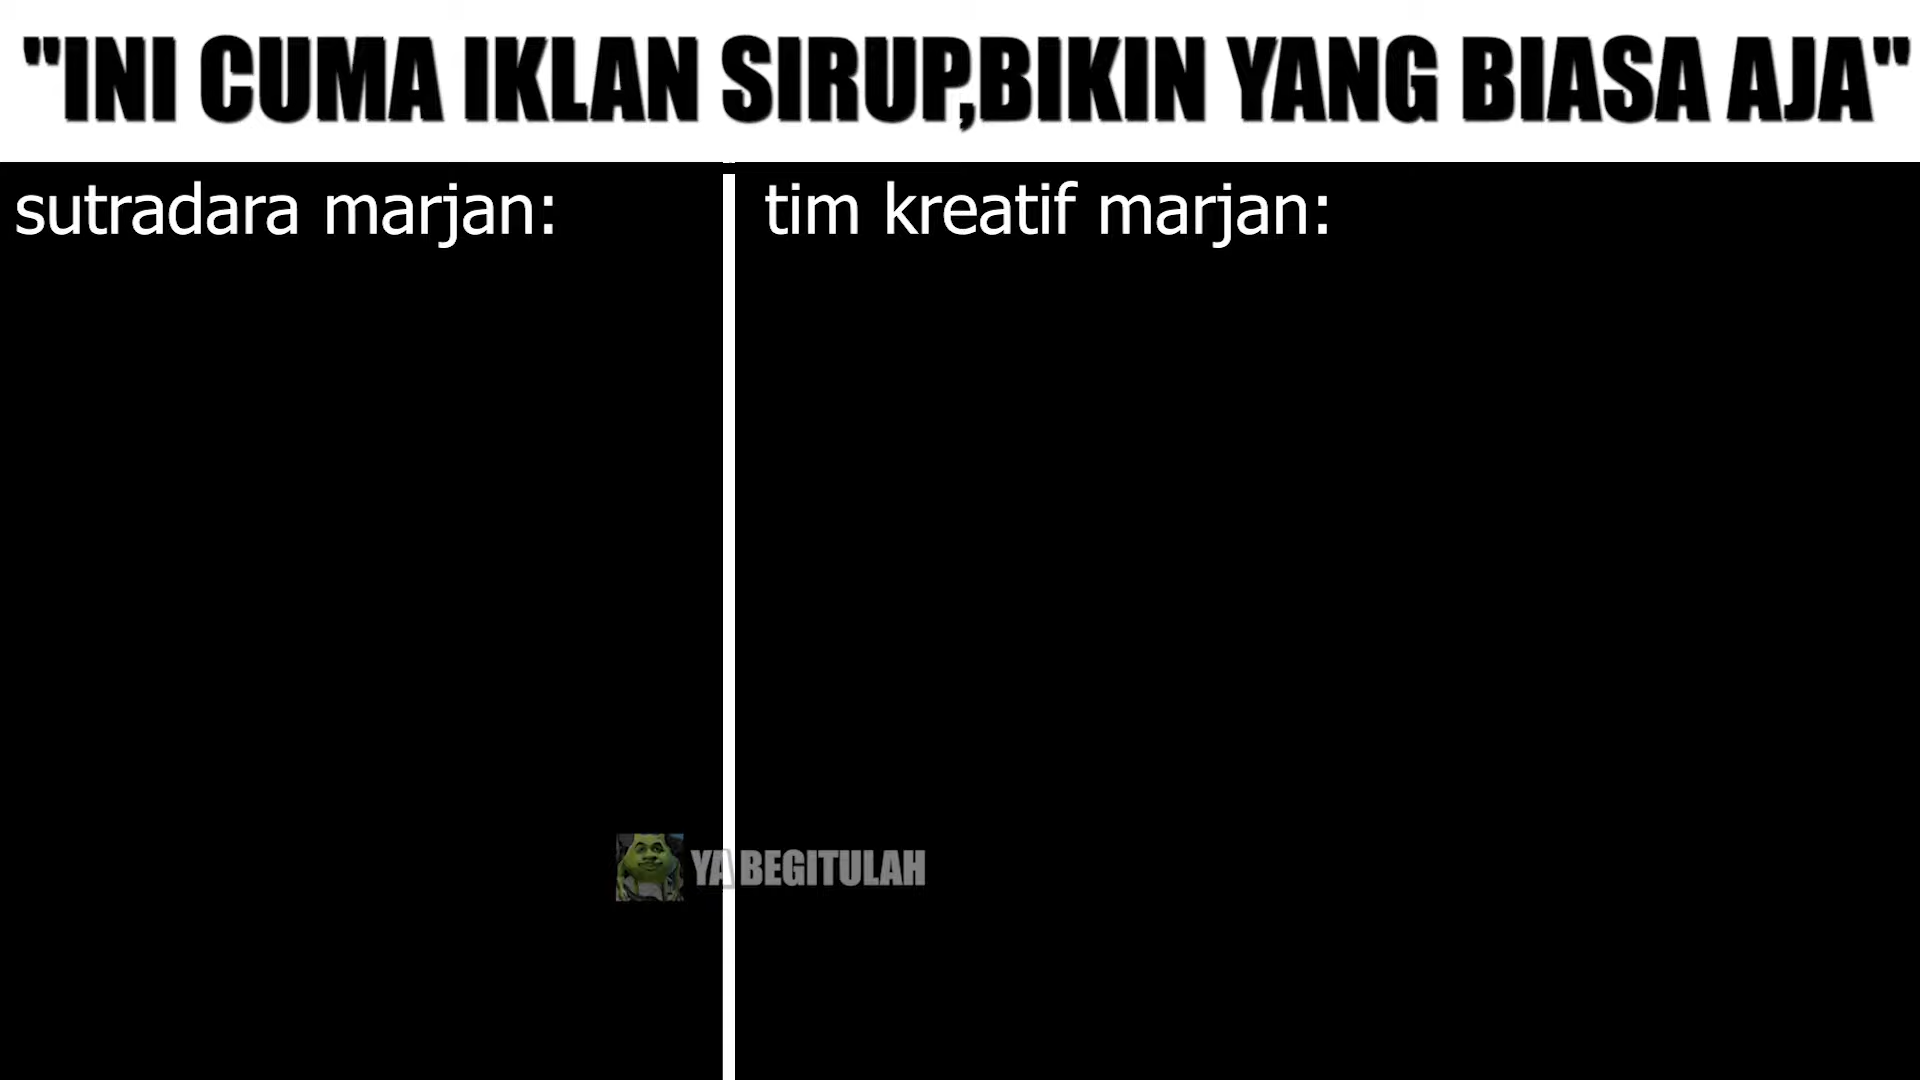 "INI CUMA IKLAN SIRUP,BIKIN YANG BIASA AJA"
sutradara marjan:
tim kreatif marjan:
YA BEGITULAH